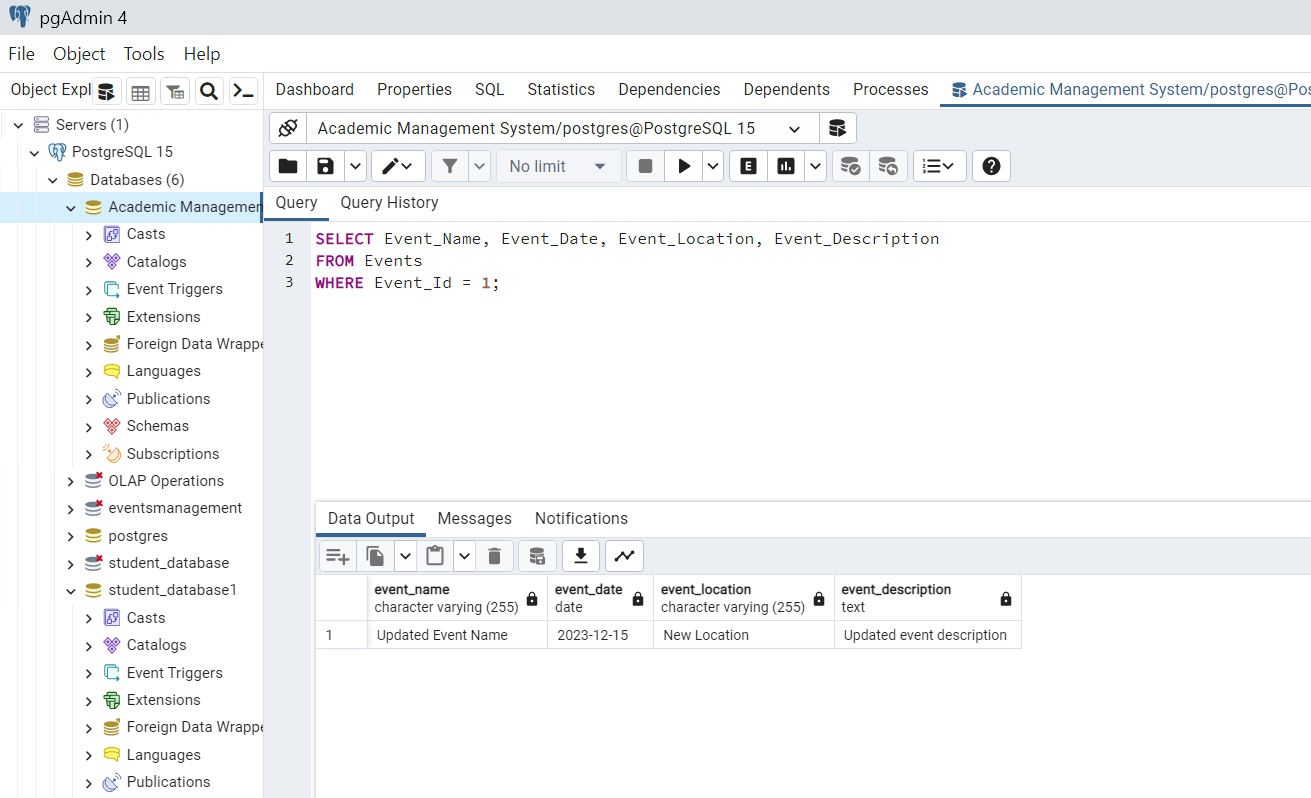 pgAdmin 4
File Object Tools Help
Object Expl
Dashboard Properties SQL Statistics Dependencies Dependents Processes Academic Management System/postgres@Pos
Servers (1)
PostgreSQL 15
Databases (6)
Academic Managemen
Casts
Catalogs
Event Triggers
Extensions
Foreign Data Wrappe
Languages
Publications
Schemas
Subscriptions
OLAP Operations
eventsmanagement
postgres
student_database
student_database1
Casts
Catalogs
Event Triggers
Extensions
Foreign Data Wrappe
Languages
Publications
Academic Management System/postgres@PostgreSQL 15
No limit
E
Query Query History
1 SELECT Event_Name, Event_Date, Event_Location, Event_Description
2 FROM Events
3 WHERE Event_Id = 1;
Data Output Messages Notifications
event_name event_date event_location event_description
character varying (255) date character varying (255) text
1 Updated Event Name 2023-12-15 New Location Updated event description